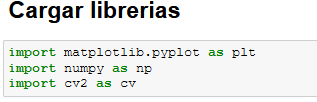 Cargar librerias
import matplotlib.pyplot as plt
import numpy as np
import cv2 as cv